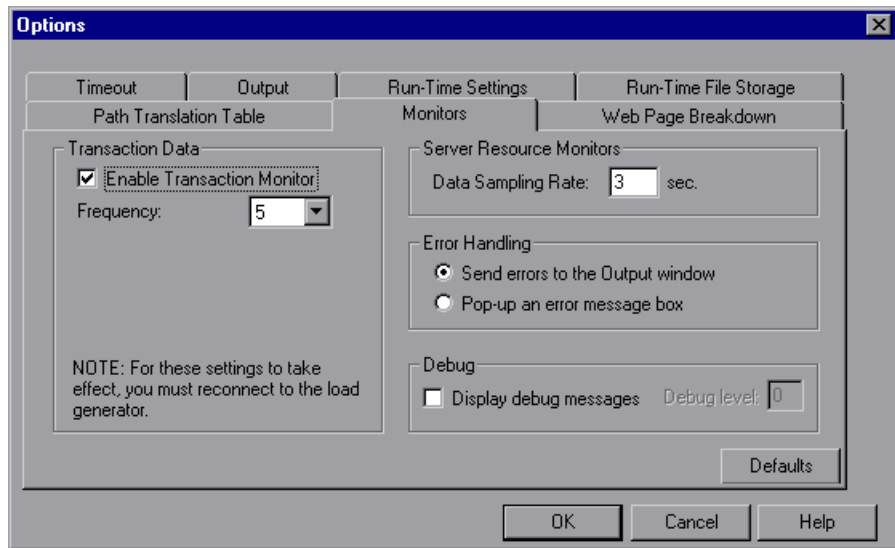 Options
Timeout
Output
Run-Time Settings
Run-Time File Storage
Path Translation Table
Monitors
Web Page Breakdown
Transaction Data
Enable Transaction Monitor
Frequency:
5
NOTE: For these settings to take
effect, you must reconnect to the load
generator.
Server Resource Monitors
Data Sampling Rate: 3 sec.
Error Handling
Send errors to the Output window
Pop-up an error message box
Debug
Display debug messages
Debug level: 0
Defaults
OK
Cancel
Help